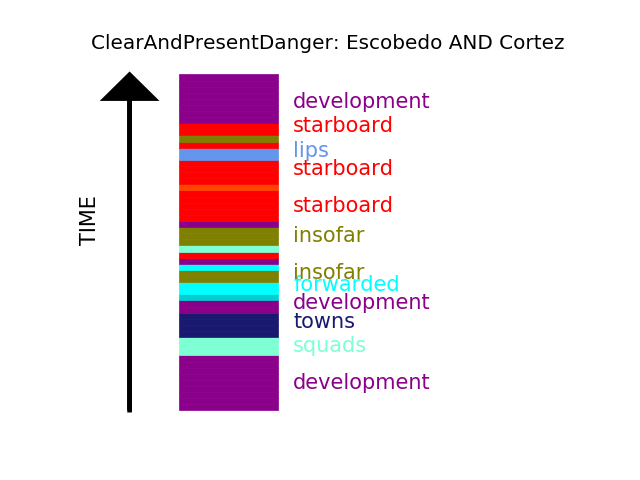 ClearAndPresentDanger: Escobedo AND Cortez
TIME
development
starboard
lips
starboard
starboard
insofar
insofar
forwarded
development
towns
squads
development